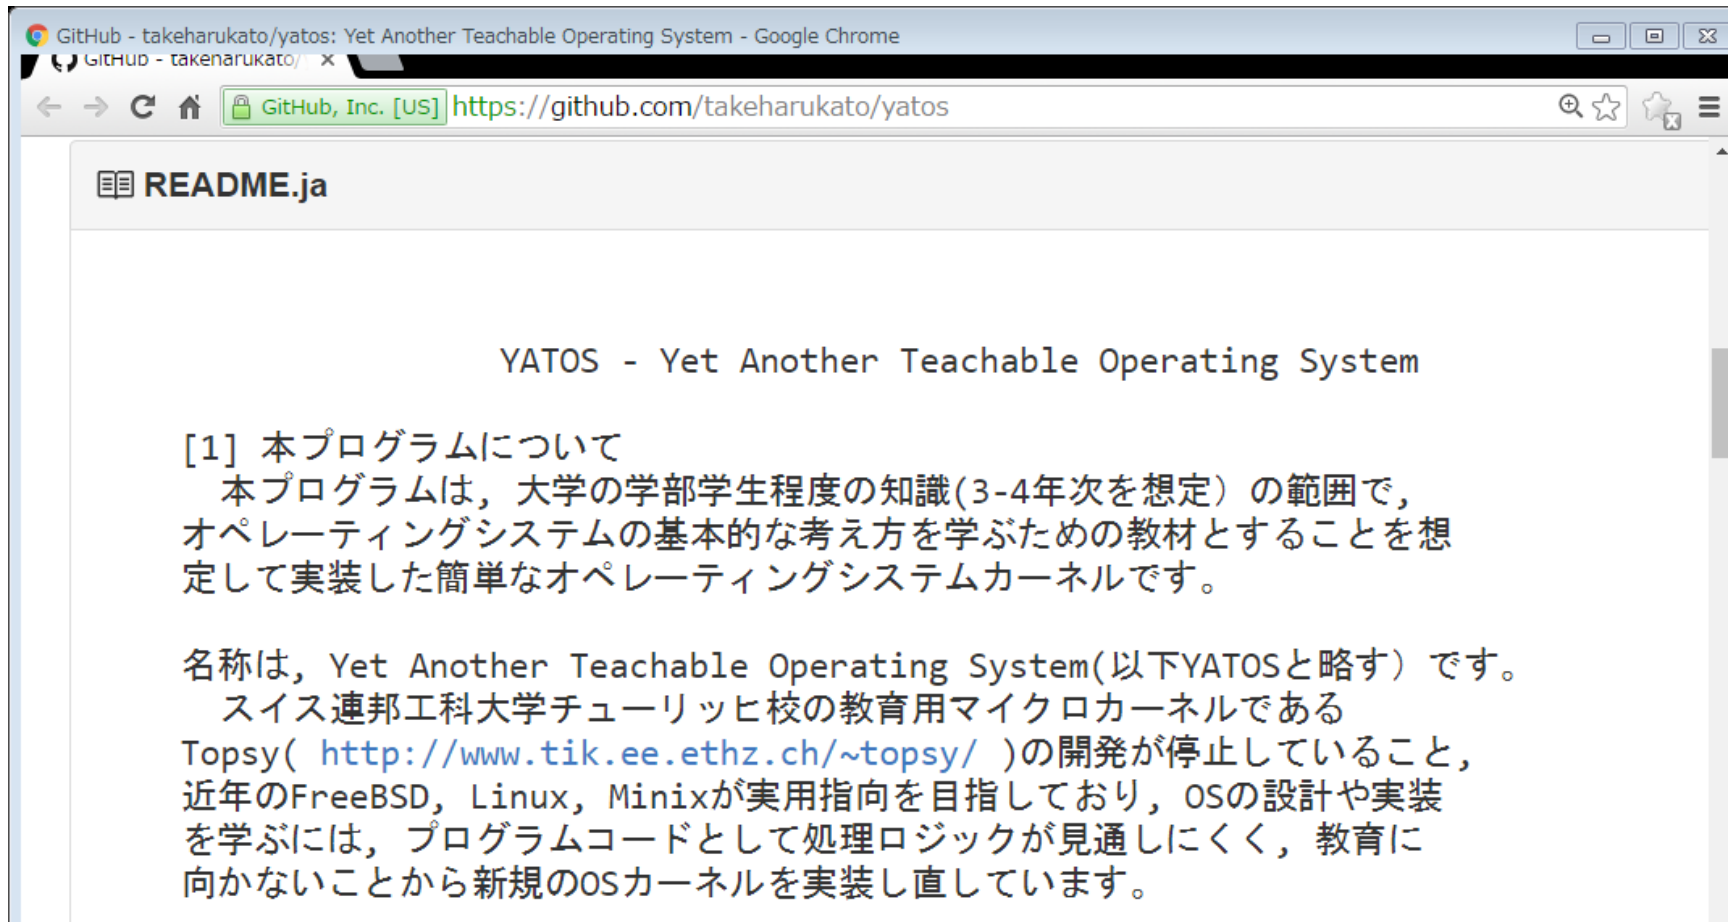 GitHub - takeharukato/yatos: Yet Another Teachable Operating System - Google Chrome
GitHub - takeharukato/
GitHub, Inc. [US] https://github.com/takeharukato/yatos
README.ja
YATOS - Yet Another Teachable Operating System
[1] 本プログラムについて
本プログラムは, 大学の学部学生程度の知識(3-4年次を想定）の範囲で,
オペレーティングシステムの基本的な考え方を学ぶための教材とすることを想
定して実装した簡単なオペレーティングシステムカーネルです。
名称は, Yet Another Teachable Operating System(以下YATOSと略す）です。
スイス連邦工科大学チューリッヒ校の教育用マイクロカーネルである
Topsy( http://www.tik.ee.ethz.ch/~topsy/ )の開発が停止していること,
近年のFreeBSD, Linux, Minixが実用指向を目指しており, OSの設計や実装
を学ぶには, プログラムコードとして処理ロジックが見通しにくく, 教育に
向かないことから新規のOSカーネルを実装し直しています。